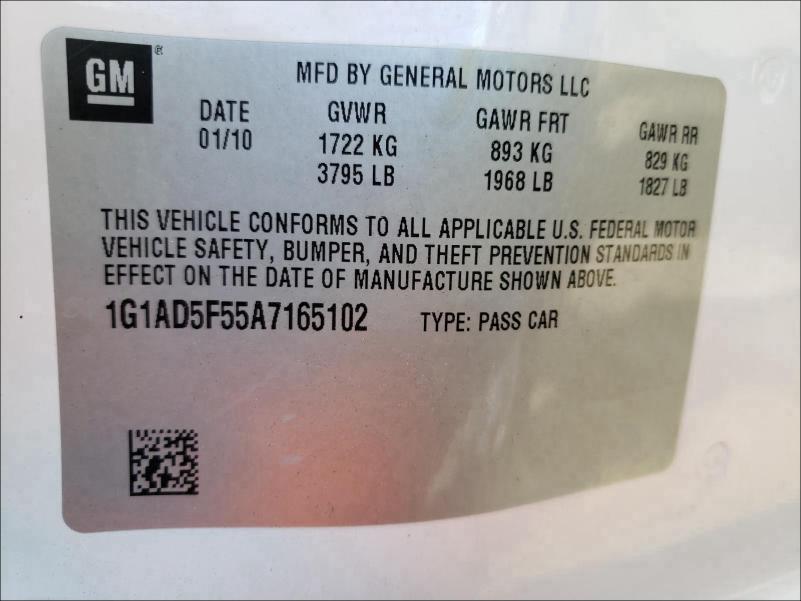 GM ®
MFD BY GENERAL MOTORS LLC
DATE GVWR GAWR FRT GAWR RR
01/10 1722 KG 893 KG 829 KG
3795 LB 1968 LB 1827 LB
THIS VEHICLE CONFORMS TO ALL APPLICABLE U.S. FEDERAL MOTOR
VEHICLE SAFETY, BUMPER, AND THEFT PREVENTION STANDARDS IN
EFFECT ON THE DATE OF MANUFACTURE SHOWN ABOVE.
1G1AD5F55A7165102 TYPE: PASS CAR